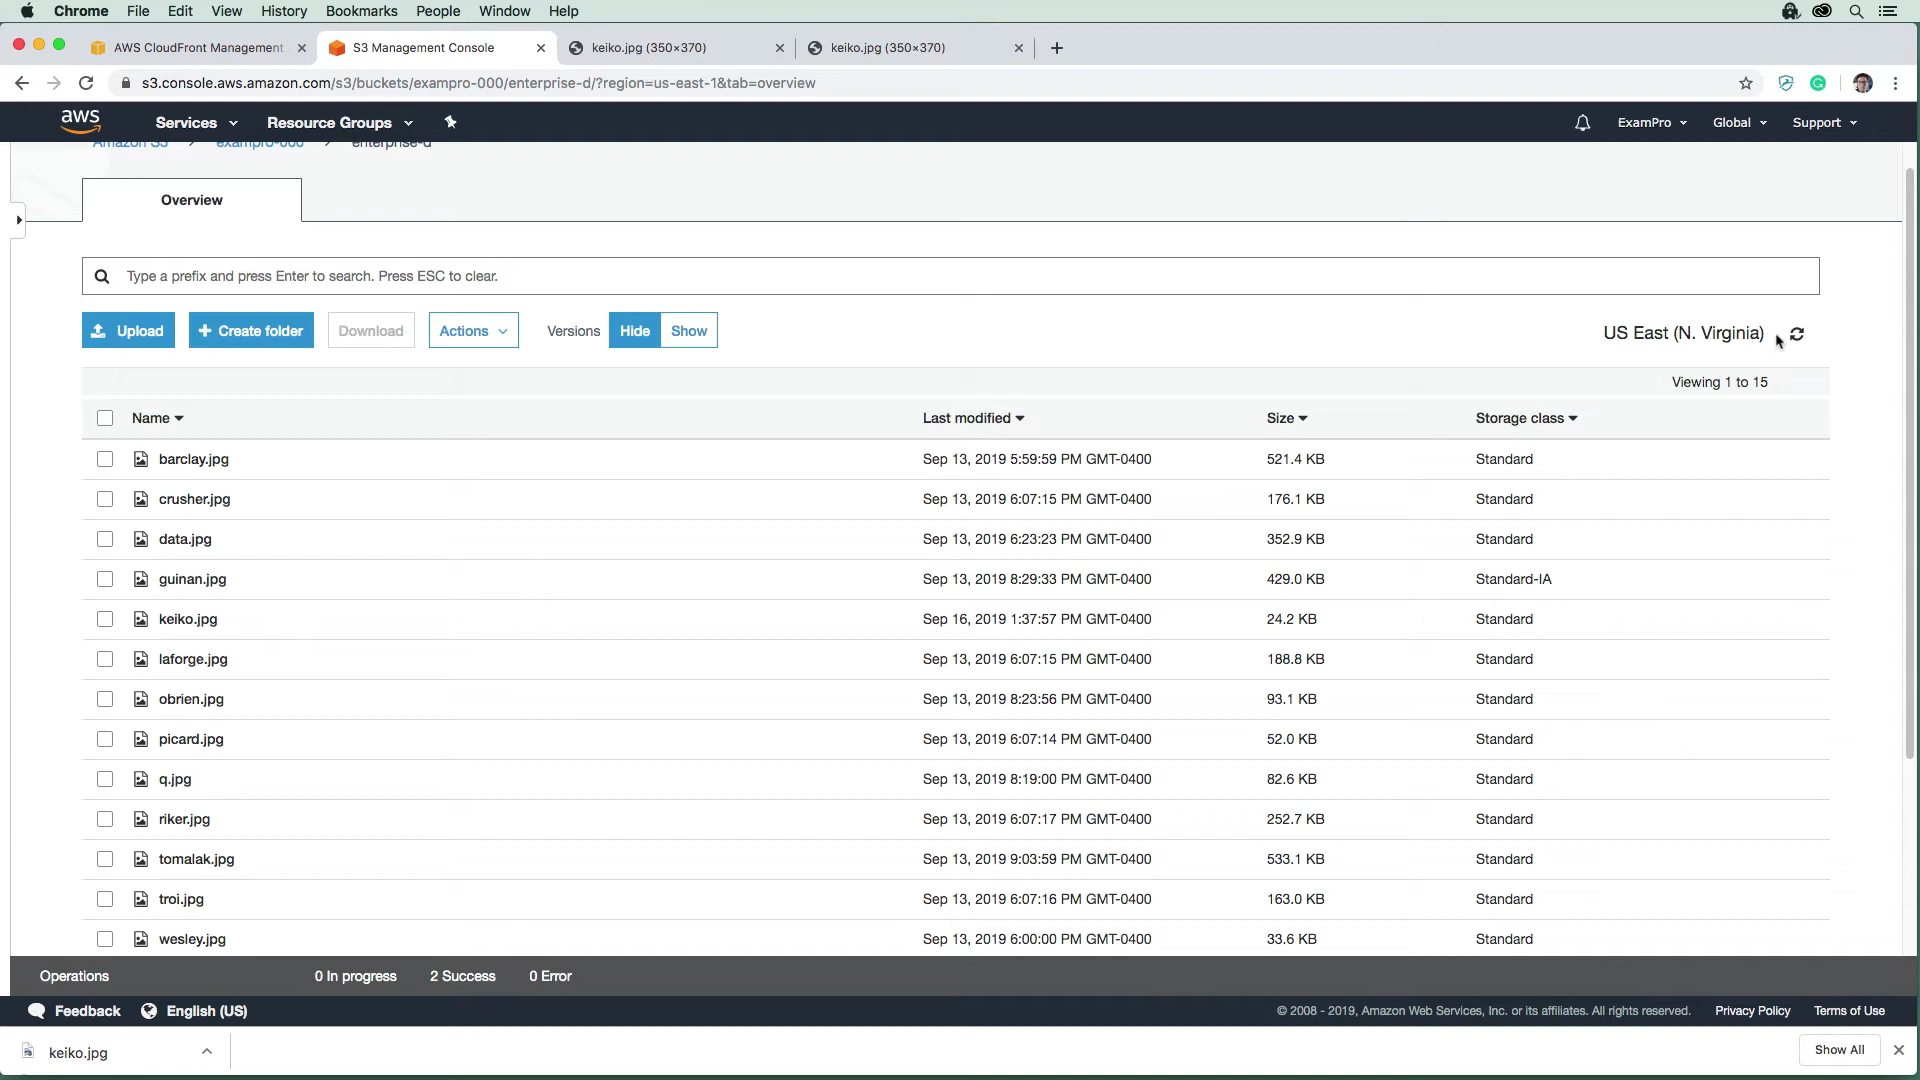 Chrome File Edit View History Bookmarks People Window Help
AWS CloudFront Management S3 Management Console keiko.jpg (350×370) keiko.jpg (350×370)
s3.console.aws.amazon.com/s3/buckets/exampro-000/enterprise-d/?region=us-east-1&tab=overview
aws Services Resource Groups ExamPro Global Support
Amazon S3 exampro-000 enterprise-d
Overview
Type a prefix and press Enter to search. Press ESC to clear.
Upload + Create folder Download Actions Versions Hide Show US East (N. Virginia)
Viewing 1 to 15
Name Last modified Size Storage class
barclay.jpg Sep 13, 2019 5:59:59 PM GMT-0400 521.4 KB Standard
crusher.jpg Sep 13, 2019 6:07:15 PM GMT-0400 176.1 KB Standard
data.jpg Sep 13, 2019 6:23:23 PM GMT-0400 352.9 KB Standard
guinan.jpg Sep 13, 2019 8:29:33 PM GMT-0400 429.0 KB Standard-IA
keiko.jpg Sep 16, 2019 1:37:57 PM GMT-0400 24.2 KB Standard
laforge.jpg Sep 13, 2019 6:07:15 PM GMT-0400 188.8 KB Standard
obrien.jpg Sep 13, 2019 8:23:56 PM GMT-0400 93.1 KB Standard
picard.jpg Sep 13, 2019 6:07:14 PM GMT-0400 52.0 KB Standard
q.jpg Sep 13, 2019 8:19:00 PM GMT-0400 82.6 KB Standard
riker.jpg Sep 13, 2019 6:07:17 PM GMT-0400 252.7 KB Standard
tomalak.jpg Sep 13, 2019 9:03:59 PM GMT-0400 533.1 KB Standard
troi.jpg Sep 13, 2019 6:07:16 PM GMT-0400 163.0 KB Standard
wesley.jpg Sep 13, 2019 6:00:00 PM GMT-0400 33.6 KB Standard
Operations 0 In progress 2 Success 0 Error
Feedback English (US) © 2008 - 2019, Amazon Web Services, Inc. or its affiliates. All rights reserved. Privacy Policy Terms of Use
keiko.jpg Show All